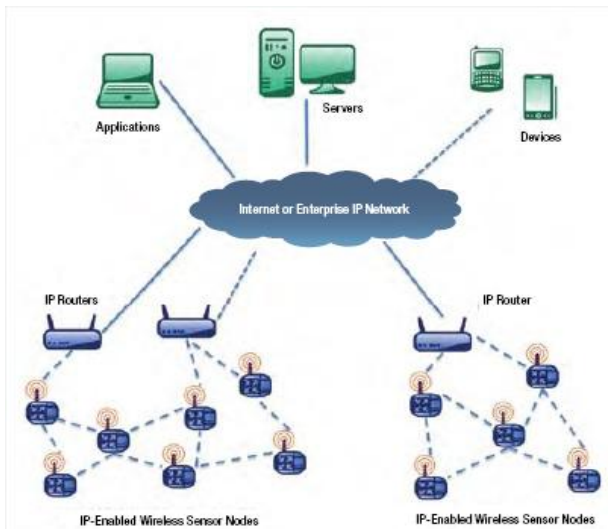 Applications
Servers
Devices
Internet or Enterprise IP Network
IP Routers
IP Router
IP-Enabled Wireless Sensor Nodes
IP-Enabled Wireless Sensor Nodes